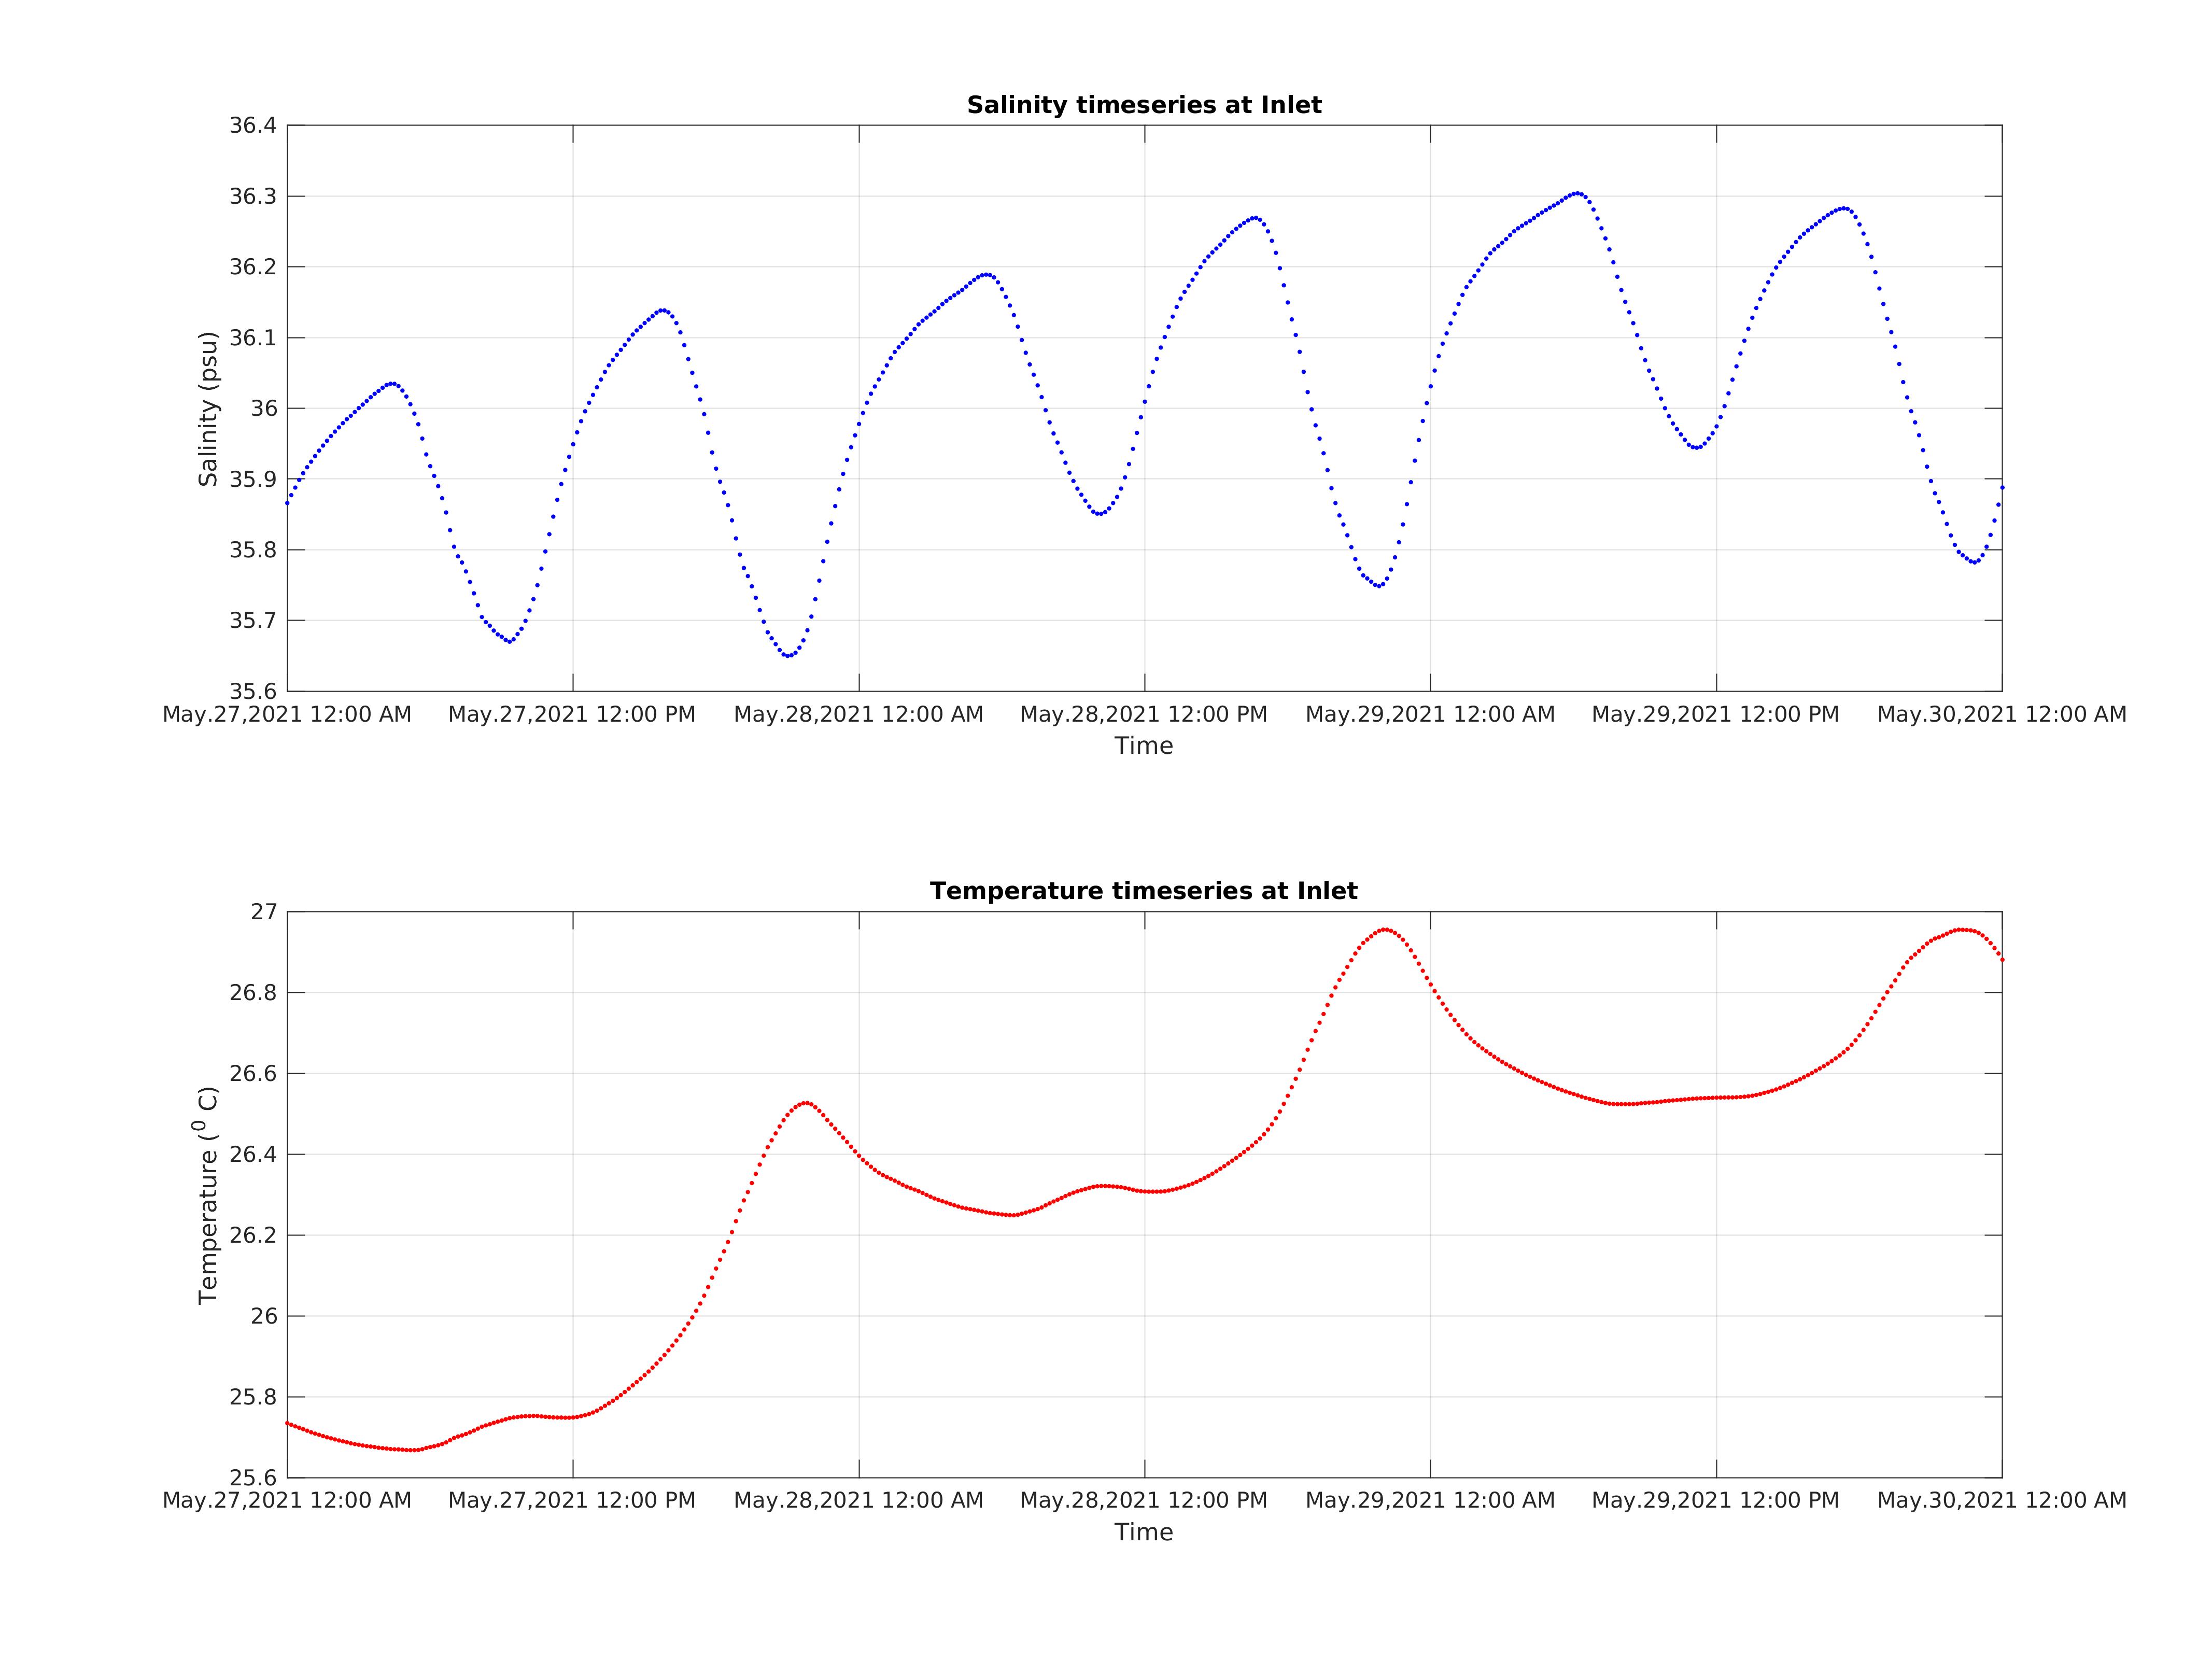 Salinity timeseries at Inlet
36.4
36.3
36.2
36.1
36
35.9
35.8
35.7
35.6
Salinity (psu)
May.27,2021 12:00 AM May.27,2021 12:00 PM May.28,2021 12:00 AM May.28,2021 12:00 PM May.29,2021 12:00 AM May.29,2021 12:00 PM May.30,2021 12:00 AM
Time
Temperature timeseries at Inlet
27
26.8
26.6
26.4
26.2
26
25.8
25.6
Temperature (⁰ C)
May.27,2021 12:00 AM May.27,2021 12:00 PM May.28,2021 12:00 AM May.28,2021 12:00 PM May.29,2021 12:00 AM May.29,2021 12:00 PM May.30,2021 12:00 AM
Time